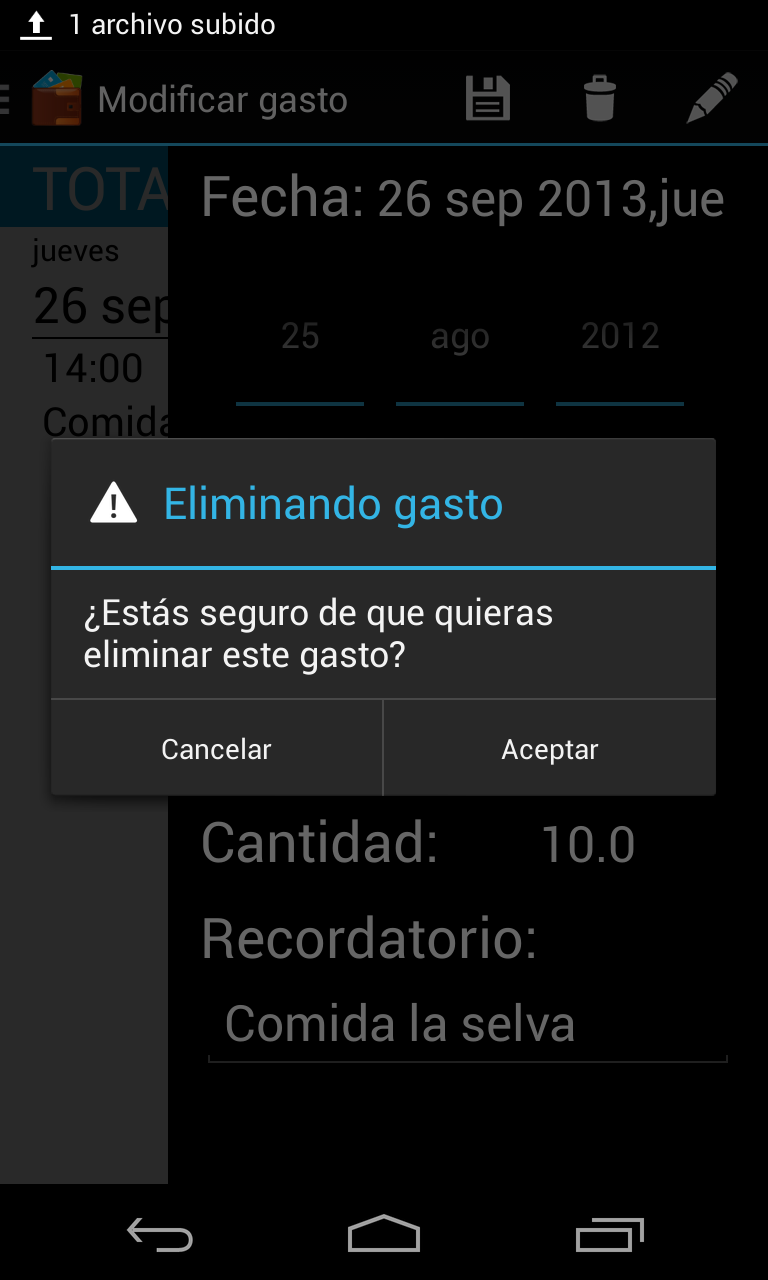 1 archivo subido
Modificar gasto
TOTA
jueves
26 sep
14:00
Comida
Fecha: 26 sep 2013,jue
25 ago 2012
Eliminando gasto
¿Estás seguro de que quieras
eliminar este gasto?
Cancelar Aceptar
Cantidad: 10.0
Recordatorio:
Comida la selva